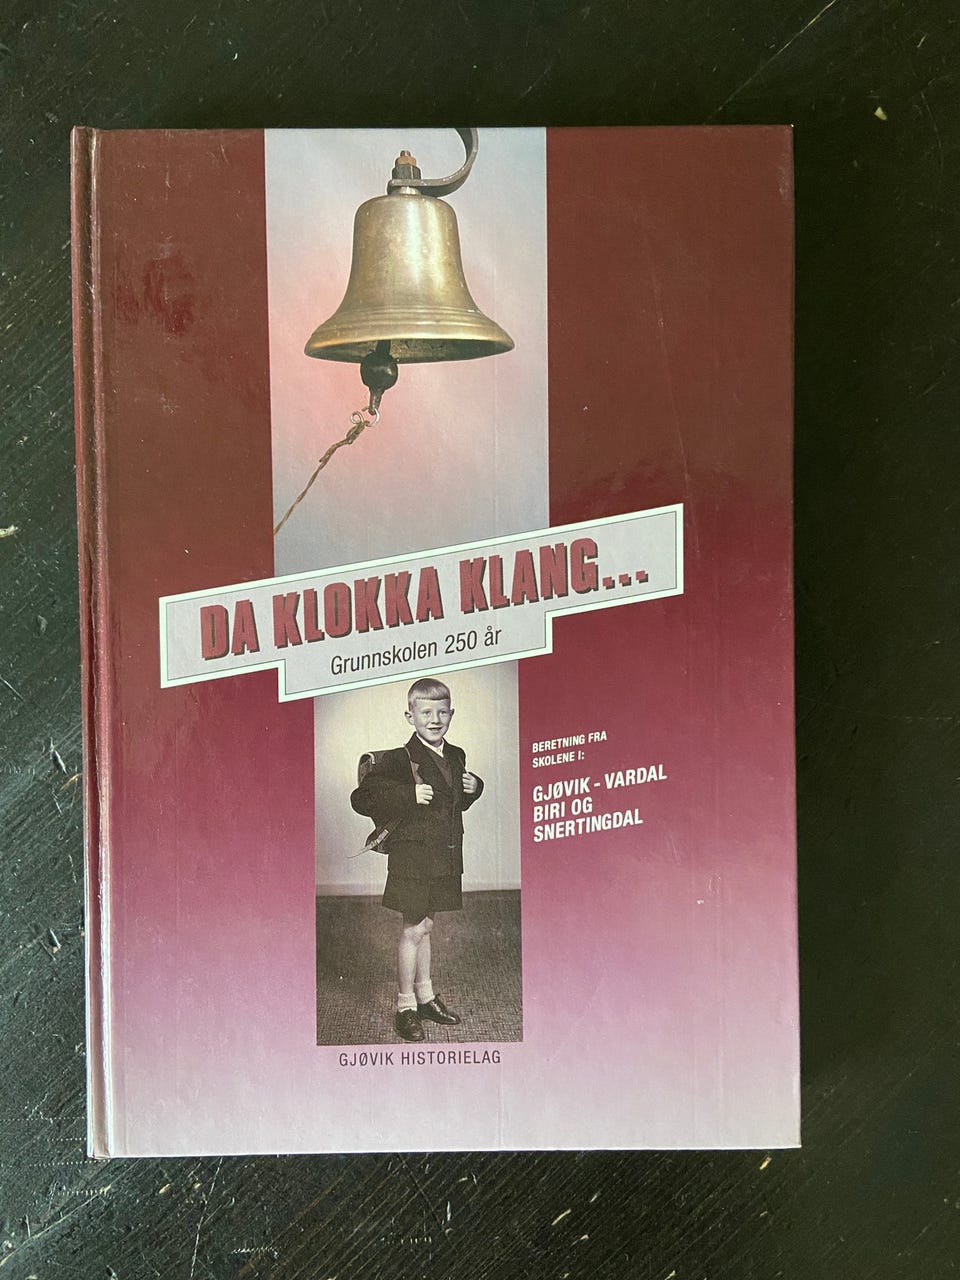 DA KLOKKA KLANG...
Grunnskolen 250 år
BERETNING FRA
SKOLENE I:
GJØVIK - VARDAL
BIRI OG
SNERTINGDAL
GJØVIK HISTORIELAG